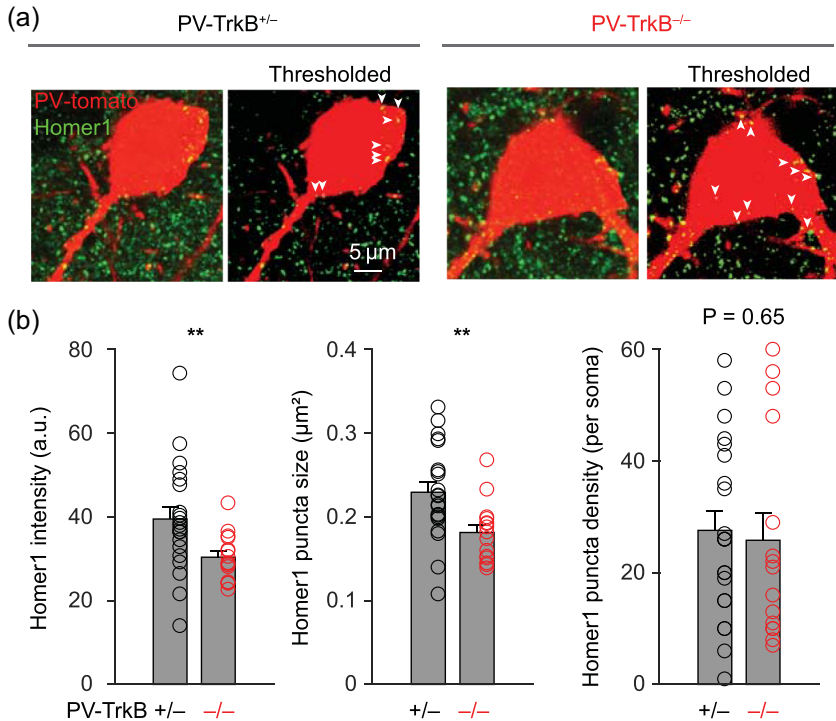 (a)
PV-TrkB+/– PV-TrkB–/–
Thresholded Thresholded
PV-tomato
Homer1
5 µm
(b)
** ** P = 0.65
Homer1 intensity (a.u.)
80
60
40
20
0
Homer1 puncta size (µm²)
0.4
0.3
0.2
0.1
0
Homer1 puncta density (per soma)
60
40
20
0
PV-TrkB +/– –/– +/– –/– +/– –/–